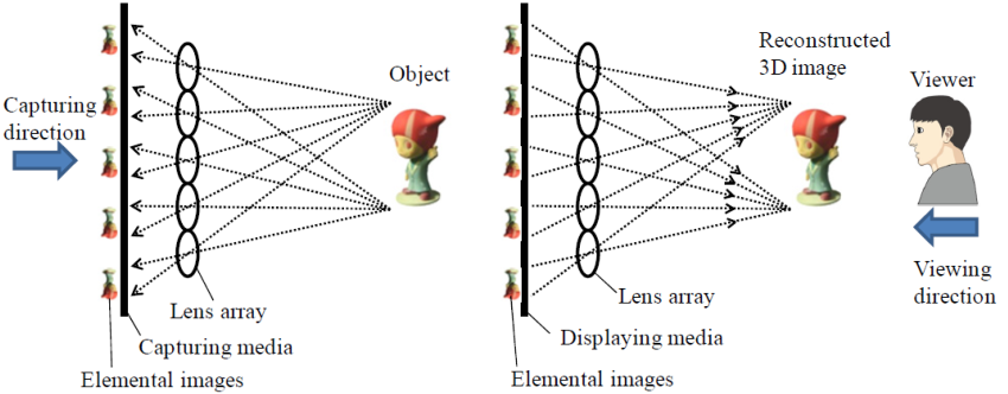 Object
Capturing
direction
Lens array
Capturing media
Elemental images
Reconstructed
3D image
Viewer
Viewing
direction
Lens array
Displaying media
Elemental images